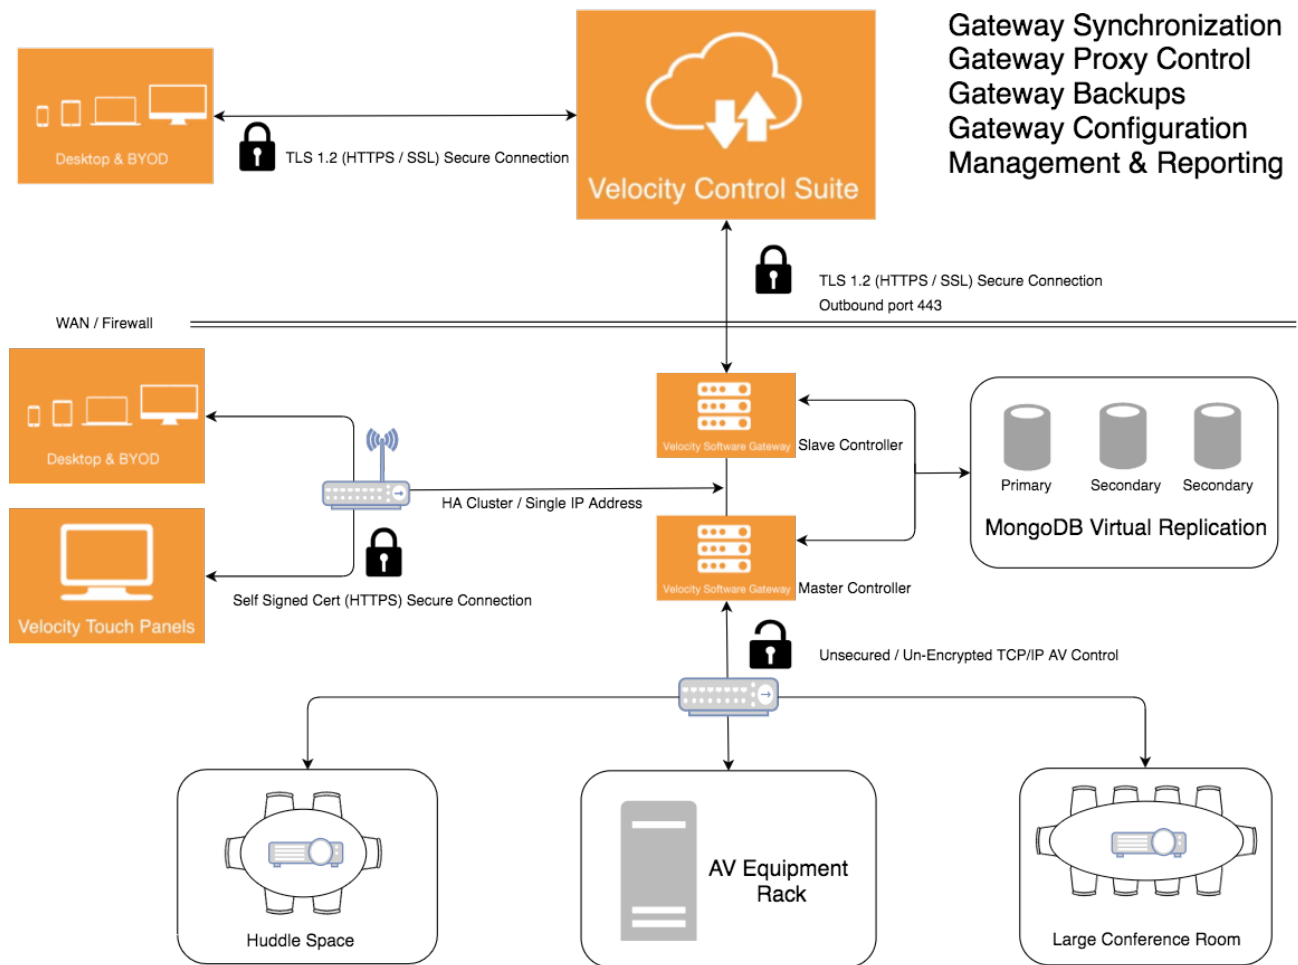 Gateway Synchronization
Gateway Proxy Control
Gateway Backups
Gateway Configuration
Management & Reporting
Desktop & BYOD
TLS 1.2 (HTTPS / SSL) Secure Connection
Velocity Control Suite
TLS 1.2 (HTTPS / SSL) Secure Connection
Outbound port 443
WAN / Firewall
Desktop & BYOD
Velocity Software Gateway
Slave Controller
Primary
Secondary
Secondary
MongoDB Virtual Replication
HA Cluster / Single IP Address
Velocity Software Gateway
Master Controller
Self Signed Cert (HTTPS) Secure Connection
Velocity Touch Panels
Unsecured / Un-Encrypted TCP/IP AV Control
Huddle Space
AV Equipment
Rack
Large Conference Room